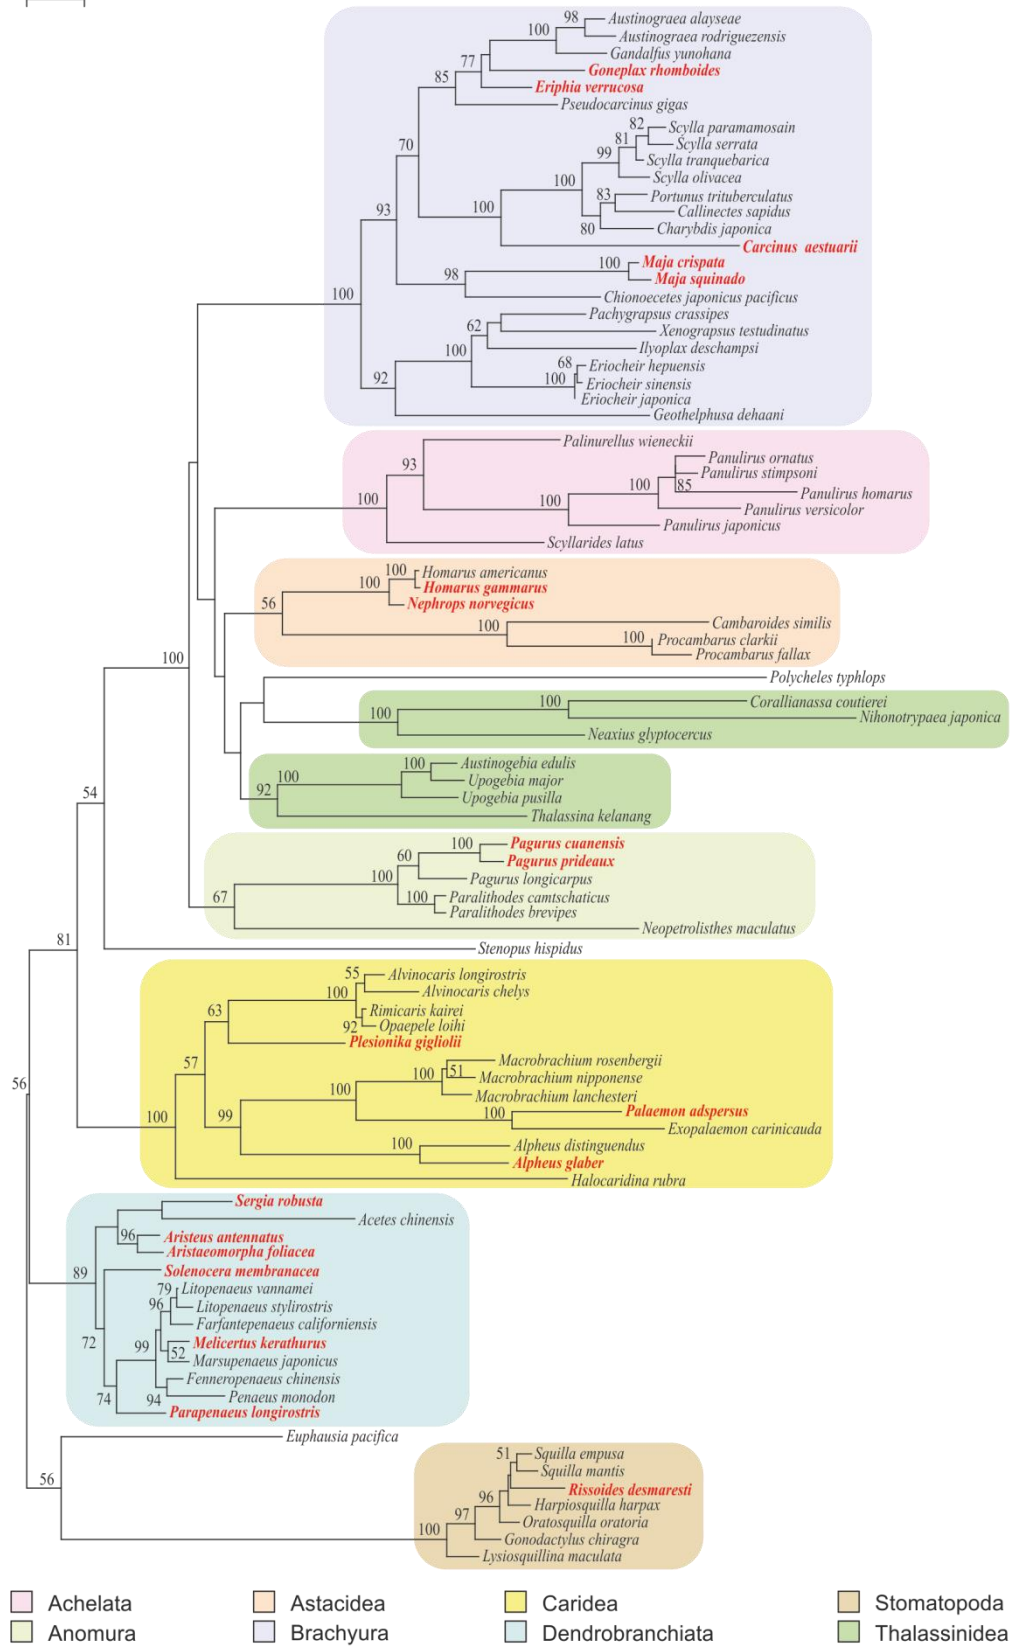 98
Austinograea alayseae
100
Austinograea rodriguezensis
Gandalfus yunohana
77
Goneplax rhomboides
85
Eriphia verrucosa
Pseudocarcinus gigas
82
Scylla paramamosain
81
Scylla serrata
70
99
Scylla tranquebarica
Scylla olivacea
100
83
Portunus trituberculatus
93
100
Callinectes sapidus
80
Charybdis japonica
Carcinus aestuarii
100
Maja crispata
98
Maja squinado
100
Chionoecetes japonicus pacificus
Pachygrapsus crassipes
62
Xenograpsus testudinatus
100
Ilyoplax deschampsi
68
Eriocheir hepuensis
92
100
Eriocheir sinensis
Eriocheir japonica
Geothelphusa dehaani
Palinurellus wieneckii
Panulirus ornatus
93
Panulirus stimpsoni
100
85
Panulirus homarus
100
100
Panulirus versicolor
Panulirus japonicus
Scyllarides latus
100
Homarus americanus
100
Homarus gammarus
56
Nephrops norvegicus
100
Cambaroides similis
100
Procambarus clarkii
Procambarus fallax
100
Polycheles typhlops
100
Corallianassa coutierei
100
Nihonotrypaea japonica
Neaxius glyptocercus
100
Austinogebia edulis
100
Upogebia major
92
Upogebia pusilla
54
Thalassina kelanang
100
Pagurus cuanensis
60
Pagurus prideaux
100
Pagurus longicarpus
67
100
Paralithodes camtschaticus
Paralithodes brevipes
Neopetrolisthes maculatus
81
Stenopus hispidus
55
Alvinocaris longirostris
100
Alvinocaris chelys
63
Rimicaris kairei
92
Opaepele loihi
Plesionika gigliolii
57
Macrobrachium rosenbergii
100
51
Macrobrachium nipponense
56
100
Macrobrachium lanchesteri
100
99
100
Palaemon adspersus
Exopalaemon carinicauda
100
Alpheus distinguendus
Alpheus glaber
Halocaridina rubra
Sergia robusta
Acetes chinensis
96
Aristeus antennatus
Aristaeomorpha foliacea
89
Solenocera membranacea
79
Litopenaeus vannamei
96
Litopenaeus stylirostris
Farfantepenaeus californiensis
72
99
Melicertus kerathurus
52
Marsupenaeus japonicus
Fenneropenaeus chinensis
74
94
Penaeus monodon
Parapenaeus longirostris
Euphausia pacifica
51
Squilla empusa
Squilla mantis
56
Rissoides desmaresti
96
Harpiosquilla harpax
97
Oratosquilla oratoria
100
Gonodactylus chiragra
Lysiosquillina maculata
Achelata Astacidea Caridea Stomatopoda
Anomura Brachyura Dendrobranchiata Thalassinidea